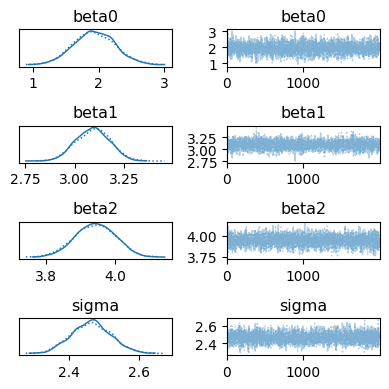 beta0 beta0
3
2
1
1 2 3 0 1000
beta1 beta1
3.25
3.00
2.75
2.75 3.00 3.25 0 1000
beta2 beta2
4.00
3.75
3.8 4.0 0 1000
sigma sigma
2.6
2.4
2.4 2.6 0 1000